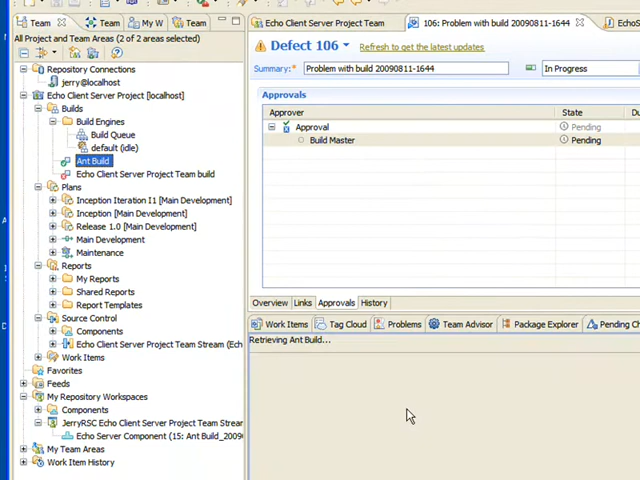 Team
Team
My W
Team
All Project and Team Areas (2 of 2 areas selected)
Repository Connections
jerry@localhost
Echo Client Server Project [localhost]
Builds
Build Engines
Build Queue
default (idle)
Ant Build
Echo Client Server Project Team build
Plans
Inception Iteration I1 [Main Development]
Inception [Main Development]
Release 1.0 [Main Development]
Main Development
Maintenance
Reports
My Reports
Shared Reports
Report Templates
Source Control
Components
Echo Client Server Project Team Stream (Ech
Work Items
Favorites
Feeds
My Repository Workspaces
Components
JerryRSC Echo Client Server Project Team Strean
Echo Server Component (15: Ant Build_2009
My Team Areas
Work Item History
Echo Client Server Project Team
106: Problem with build 20090811-1644
EchoS
Defect 106
Refresh to get the latest updates
Summary:* Problem with build 20090811-1644
In Progress
Approvals
Approver State Du
Approval Pending
Build Master Pending
Overview Links Approvals History
Work Items Tag Cloud Problems Team Advisor Package Explorer Pending Ch
Retrieving Ant Build...